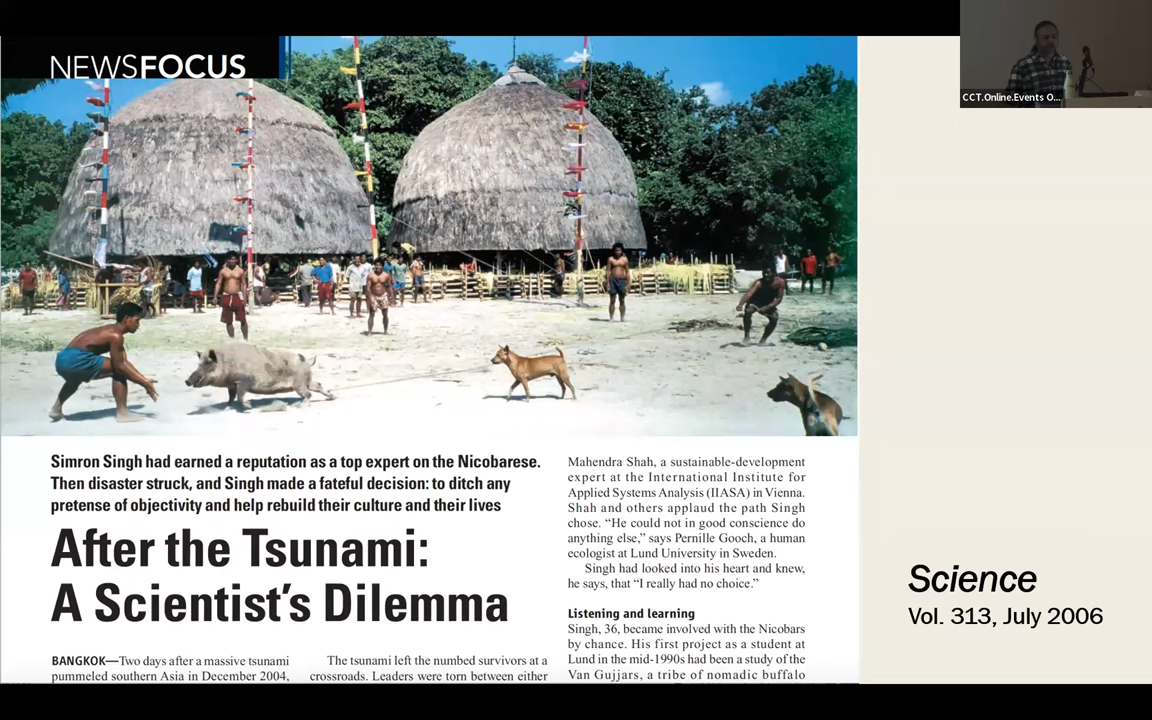 NEWSFOCUS
CCT.Online.Events O...
Simron Singh had earned a reputation as a top expert on the Nicobarese.
Then disaster struck, and Singh made a fateful decision: to ditch any
pretense of objectivity and help rebuild their culture and their lives
After the Tsunami:
A Scientist's Dilemma
BANGKOK—Two days after a massive tsunami
pummeled southern Asia in December 2004,
The tsunami left the numbed survivors at a
crossroads. Leaders were torn between either
Mahendra Shah, a sustainable-development
expert at the International Institute for
Applied Systems Analysis (IIASA) in Vienna.
Shah and others applaud the path Singh
chose. “He could not in good conscience do
anything else,” says Pernille Gooch, a human
ecologist at Lund University in Sweden.
Singh had looked into his heart and knew,
he says, that “I really had no choice.”
Listening and learning
Singh, 36, became involved with the Nicobars
by chance. His first project as a student at
Lund in the mid-1990s had been a study of the
Van Gujjars, a tribe of nomadic buffalo
Science
Vol. 313, July 2006